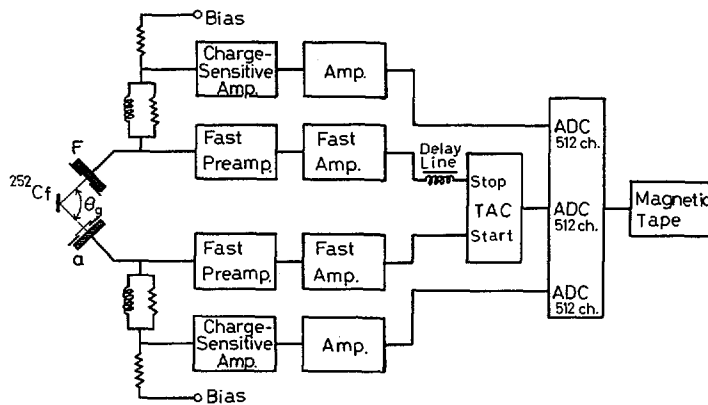 Bias
Charge-
Sensitive
Amp.
Amp.
ADC
512 ch.
F
Fast
Preamp.
Fast
Amp.
Delay
Line
Stop
TAC
Start
²⁵²Cf
θg
a
ADC
512 ch.
Magnetic
Tape
Fast
Preamp.
Fast
Amp.
ADC
512 ch.
Charge-
Sensitive
Amp.
Amp.
Bias